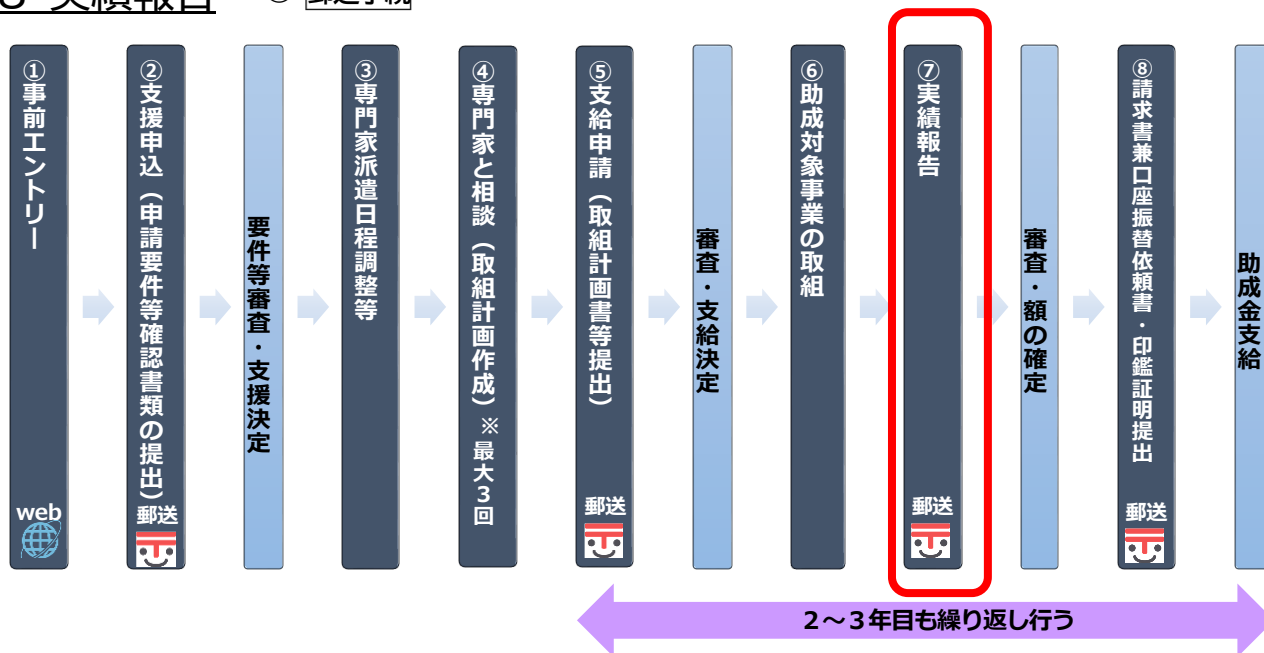 実績報告
郵送手続
①事前エントリー
web
②支援申込（申請要件等確認書類の提出）
郵送
要件等審査・支援決定
③専門家派遣日程調整等
④専門家と相談（取組計画作成）※最大3回
⑤支給申請（取組計画書等提出）
郵送
審査・支給決定
⑥助成対象事業の取組
⑦実績報告
郵送
審査・額の確定
⑧請求書兼口座振替依頼書・印鑑証明提出
郵送
助成金支給
２～３年目も繰り返し行う